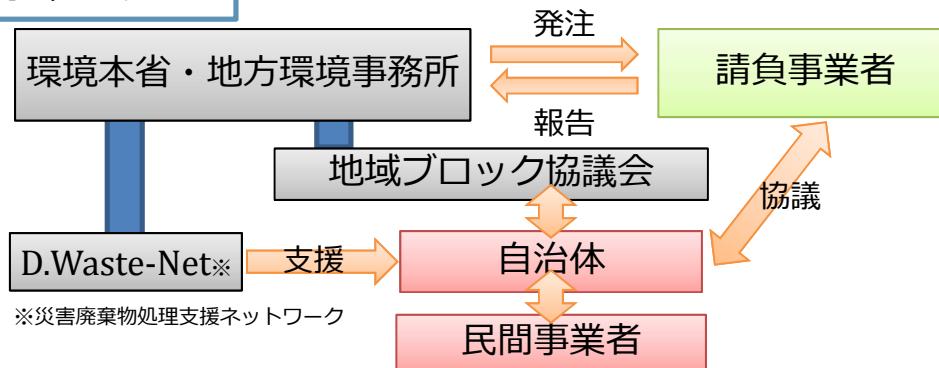 発注
環境本省・地方環境事務所
請負事業者
報告
地域ブロック協議会
協議
D.Waste-Net※
支援
自治体
※災害廃棄物処理支援ネットワーク
民間事業者